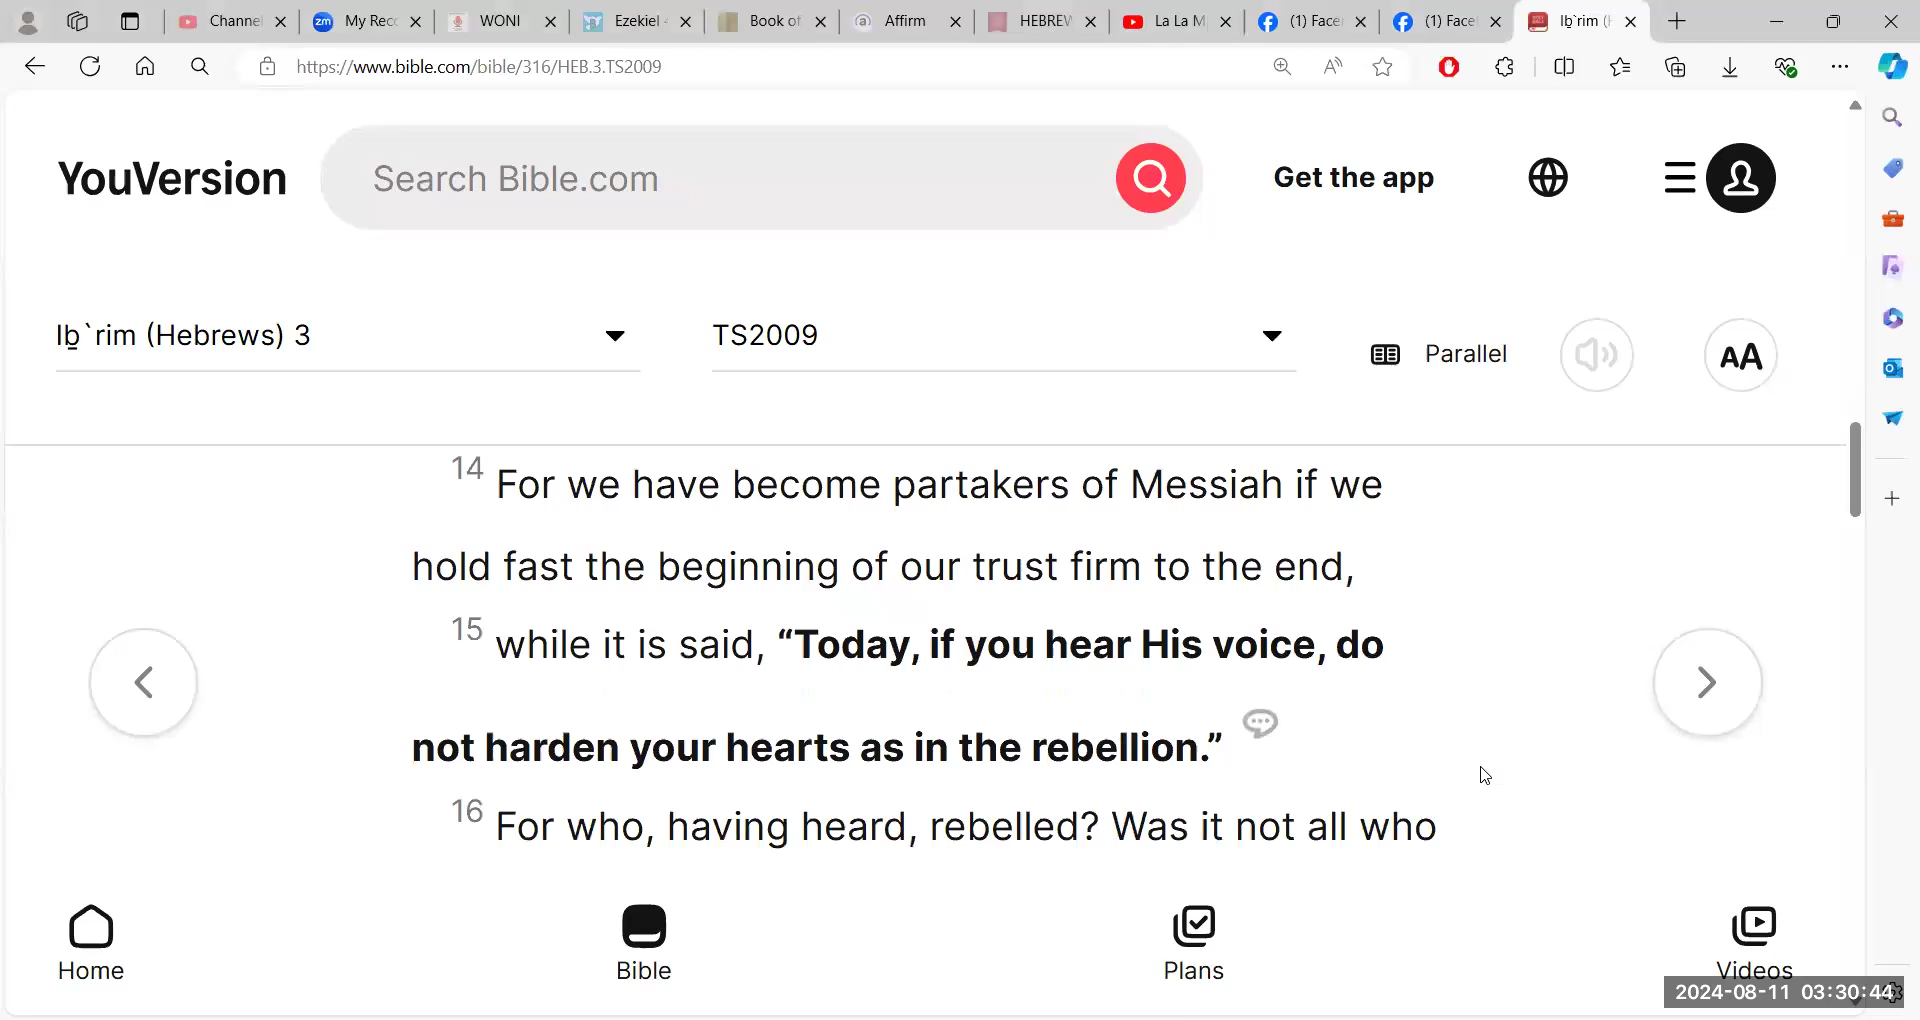 Channel
My Rec
WONI
Ezekiel 4
Book of
Affirm
HEBREW
La La M
(1) Face
(1) Face
Iḇ`rim (H
https://www.bible.com/bible/316/HEB.3.TS2009
YouVersion
Search Bible.com
Get the app
Iḇ`rim (Hebrews) 3
TS2009
Parallel
AA
14 For we have become partakers of Messiah if we
hold fast the beginning of our trust firm to the end,
15 while it is said, “Today, if you hear His voice, do
not harden your hearts as in the rebellion.”
16 For who, having heard, rebelled? Was it not all who
Home
Bible
Plans
Videos
2024-08-11 03:30:44